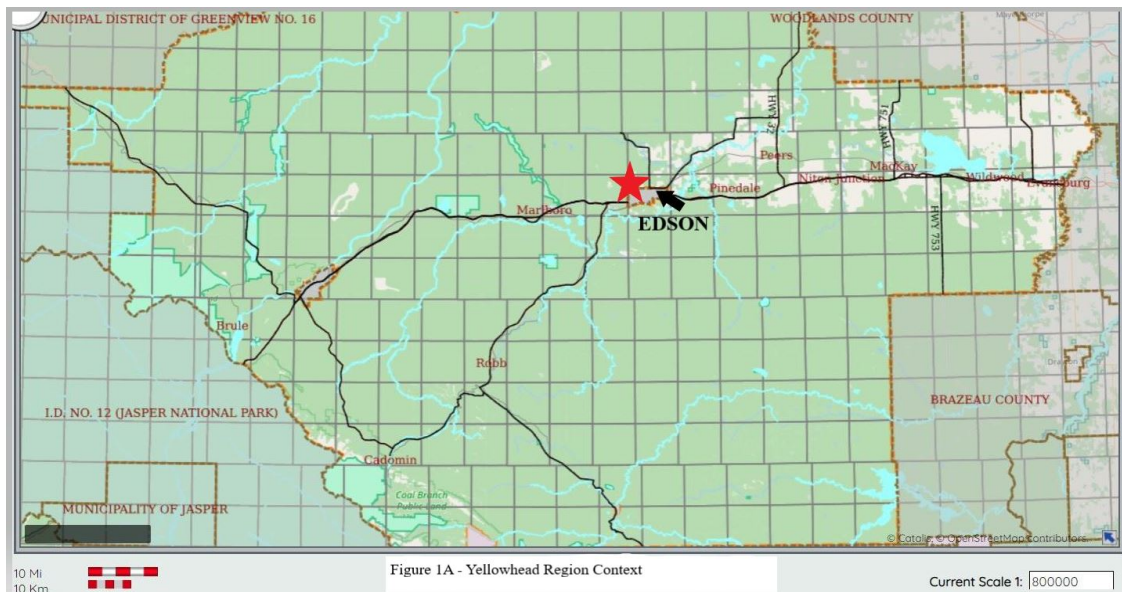 UNICIPAL DISTRICT OF GREENVIEW NO. 16
WOODLANDS COUNTY
HWY 32
HWY 751
Peers
MacKay
Pinedale
Niton Junction
Wildwood
Evansburg
Marlboro
EDSON
HWY 753
Brule
Robb
I.D. NO. 12 (JASPER NATIONAL PARK)
BRAZEAU COUNTY
Cadomin
Coal Branch
Public Land
MUNICIPALITY OF JASPER
© Catalis, © OpenStreetMap contributors.
10 Mi
10 Km
Figure 1A - Yellowhead Region Context
Current Scale 1: 800000